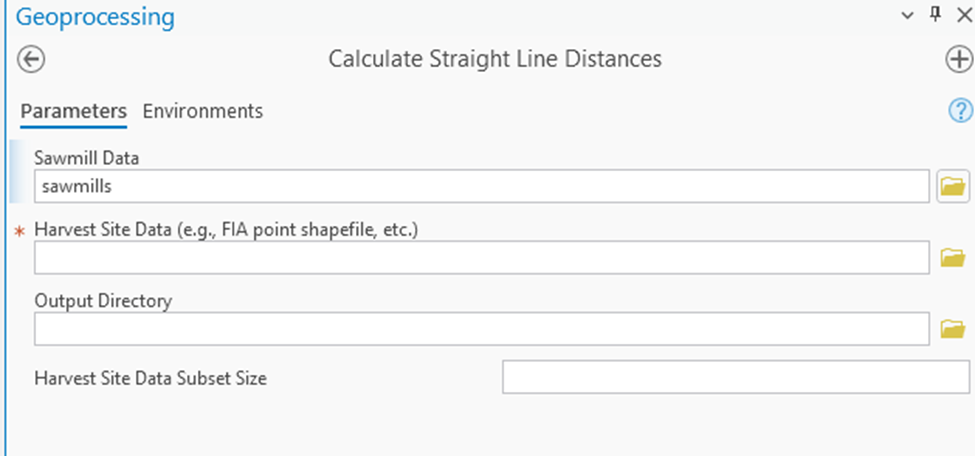 Geoprocessing
Calculate Straight Line Distances
Parameters Environments
?
Sawmill Data
sawmills
* Harvest Site Data (e.g., FIA point shapefile, etc.)
Output Directory
Harvest Site Data Subset Size